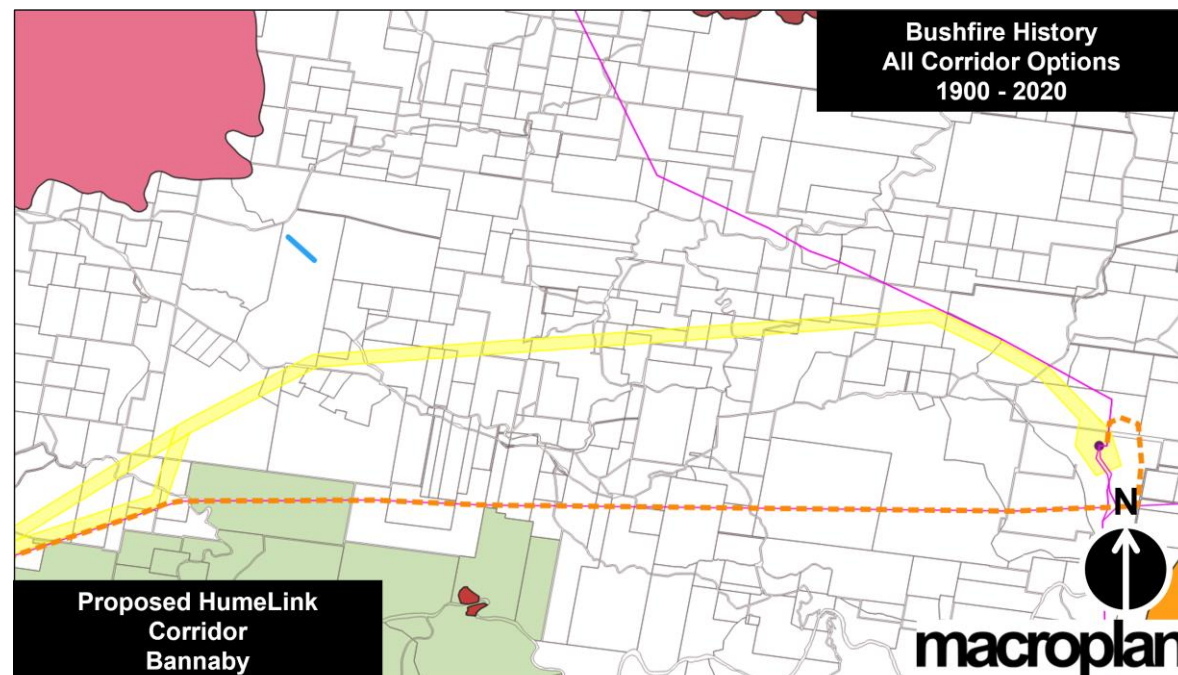 Bushfire History
All Corridor Options
1900 - 2020
N
Proposed HumeLink
Corridor
Bannaby
macroplan